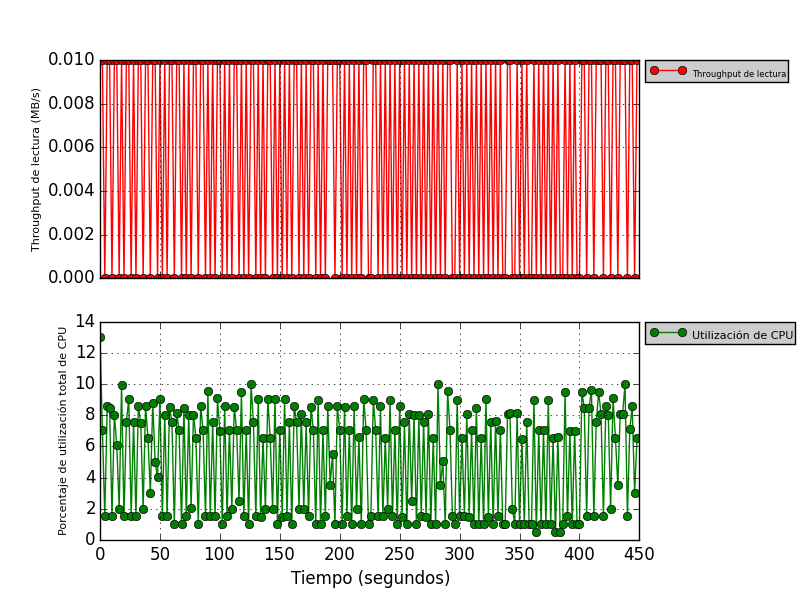 0.010
0.008
0.006
0.004
0.002
0.000
Throughput de lectura (MB/s)
Throughput de lectura
14
12
10
8
6
4
2
0
Porcentaje de utilización total de CPU
Utilización de CPU
0 50 100 150 200 250 300 350 400 450
Tiempo (segundos)